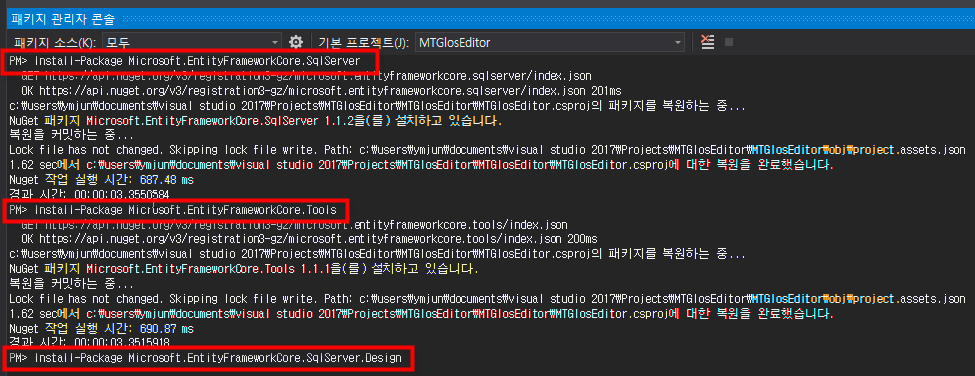 패키지 관리자 콘솔
패키지 소스(K): 모두 기본 프로젝트(J): MTGlosEditor
PM> Install-Package Microsoft.EntityFrameworkCore.SqlServer
GET https://api.nuget.org/v3/registration3-gz/microsoft.entityframeworkcore.sqlserver/index.json
OK https://api.nuget.org/v3/registration3-gz/microsoft.entityframeworkcore.sqlserver/index.json 201ms
c:₩users₩ymjun₩documents₩visual studio 2017₩Projects₩MTGlosEditor₩MTGlosEditor₩MTGlosEditor.csproj의 패키지를 복원하는 중...
NuGet 패키지 Microsoft.EntityFrameworkCore.SqlServer 1.1.2을(를) 설치하고 있습니다.
복원을 커밋하는 중...
Lock file has not changed. Skipping lock file write. Path: c:₩users₩ymjun₩documents₩visual studio 2017₩Projects₩MTGlosEditor₩MTGlosEditor₩obj₩project.assets.json
1.62 sec에서 c:₩users₩ymjun₩documents₩visual studio 2017₩Projects₩MTGlosEditor₩MTGlosEditor₩MTGlosEditor.csproj에 대한 복원을 완료했습니다.
Nuget 작업 실행 시간: 687.48 ms
결과 시간: 00:00:03.3556584
PM> Install-Package Microsoft.EntityFrameworkCore.Tools
GET https://api.nuget.org/v3/registration3-gz/microsoft.entityframeworkcore.tools/index.json
OK https://api.nuget.org/v3/registration3-gz/microsoft.entityframeworkcore.tools/index.json 200ms
c:₩users₩ymjun₩documents₩visual studio 2017₩Projects₩MTGlosEditor₩MTGlosEditor₩MTGlosEditor.csproj의 패키지를 복원하는 중...
NuGet 패키지 Microsoft.EntityFrameworkCore.Tools 1.1.1을(를) 설치하고 있습니다.
복원을 커밋하는 중...
Lock file has not changed. Skipping lock file write. Path: c:₩users₩ymjun₩documents₩visual studio 2017₩Projects₩MTGlosEditor₩MTGlosEditor₩obj₩project.assets.json
1.62 sec에서 c:₩users₩ymjun₩documents₩visual studio 2017₩Projects₩MTGlosEditor₩MTGlosEditor₩MTGlosEditor.csproj에 대한 복원을 완료했습니다.
Nuget 작업 실행 시간: 690.87 ms
결과 시간: 00:00:03.3515918
PM> Install-Package Microsoft.EntityFrameworkCore.SqlServer.Design